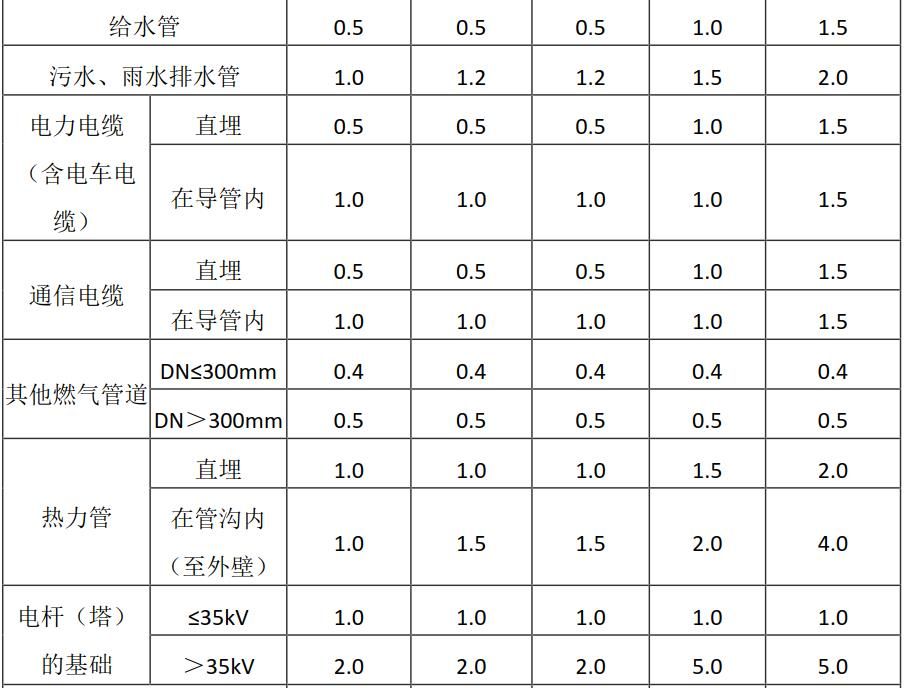 给水管 0.5 0.5 0.5 1.0 1.5
污水、雨水排水管 1.0 1.2 1.2 1.5 2.0
电力电缆
（含电车电
缆）
直埋 0.5 0.5 0.5 1.0 1.5
在导管内 1.0 1.0 1.0 1.0 1.5
通信电缆
直埋 0.5 0.5 0.5 1.0 1.5
在导管内 1.0 1.0 1.0 1.0 1.5
其他燃气管道
DN≤300mm 0.4 0.4 0.4 0.4 0.4
DN＞300mm 0.5 0.5 0.5 0.5 0.5
热力管
直埋 1.0 1.0 1.0 1.5 2.0
在管沟内
（至外壁）
1.0 1.5 1.5 2.0 4.0
电杆（塔）
的基础
≤35kV 1.0 1.0 1.0 1.0 1.0
＞35kV 2.0 2.0 2.0 5.0 5.0